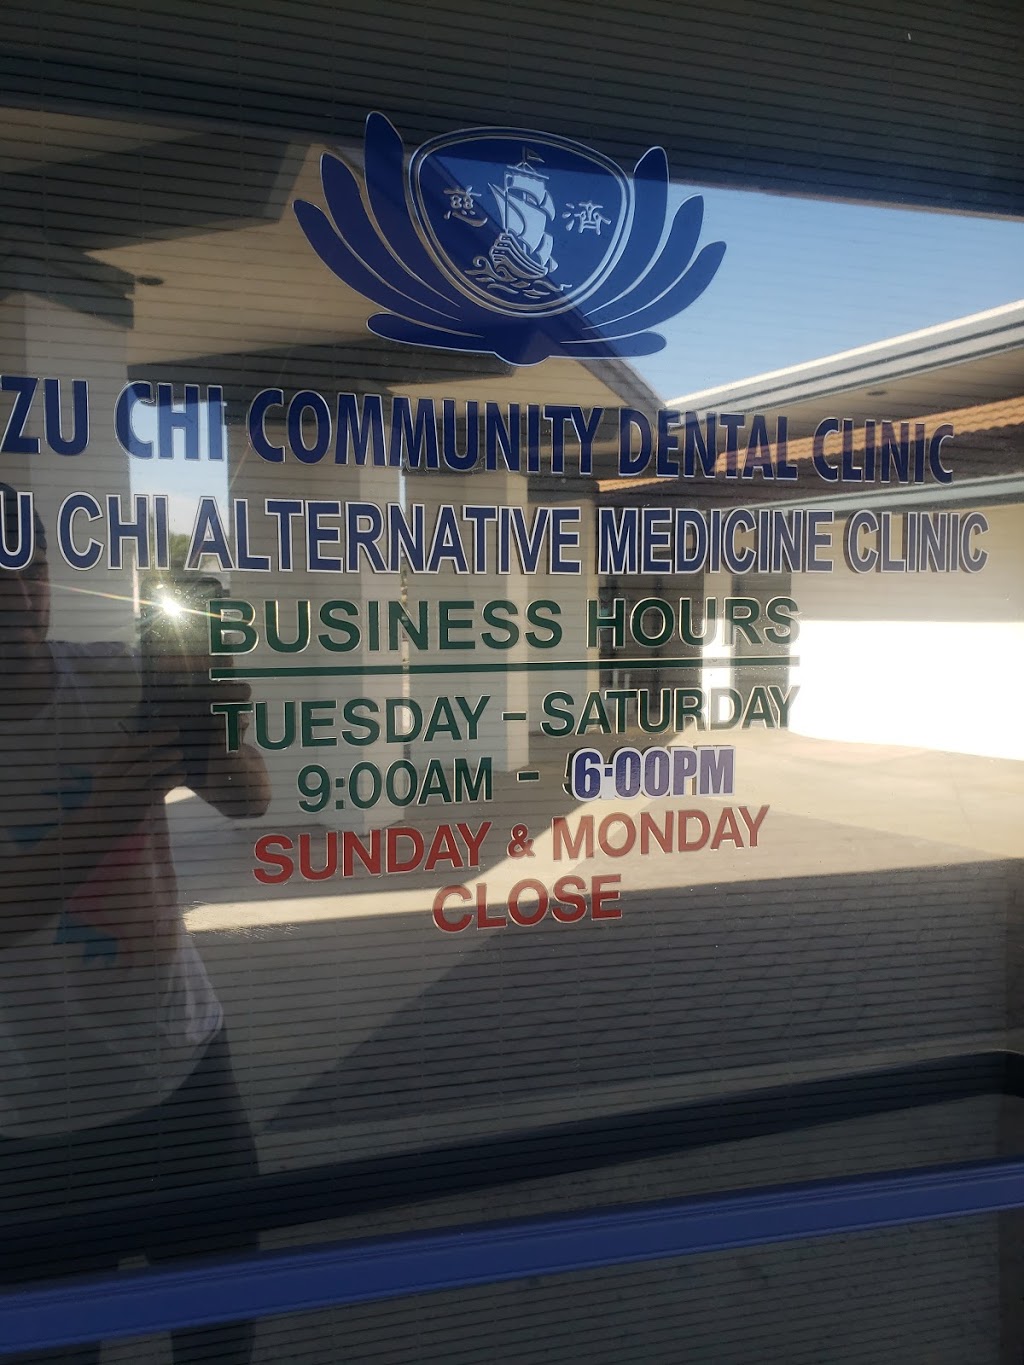 慈 濟
ZU CHI COMMUNITY DENTAL CLINIC
U CHI ALTERNATIVE MEDICINE CLINIC
BUSINESS HOURS
TUESDAY - SATURDAY
9:00AM - 6:00PM
SUNDAY & MONDAY
CLOSE